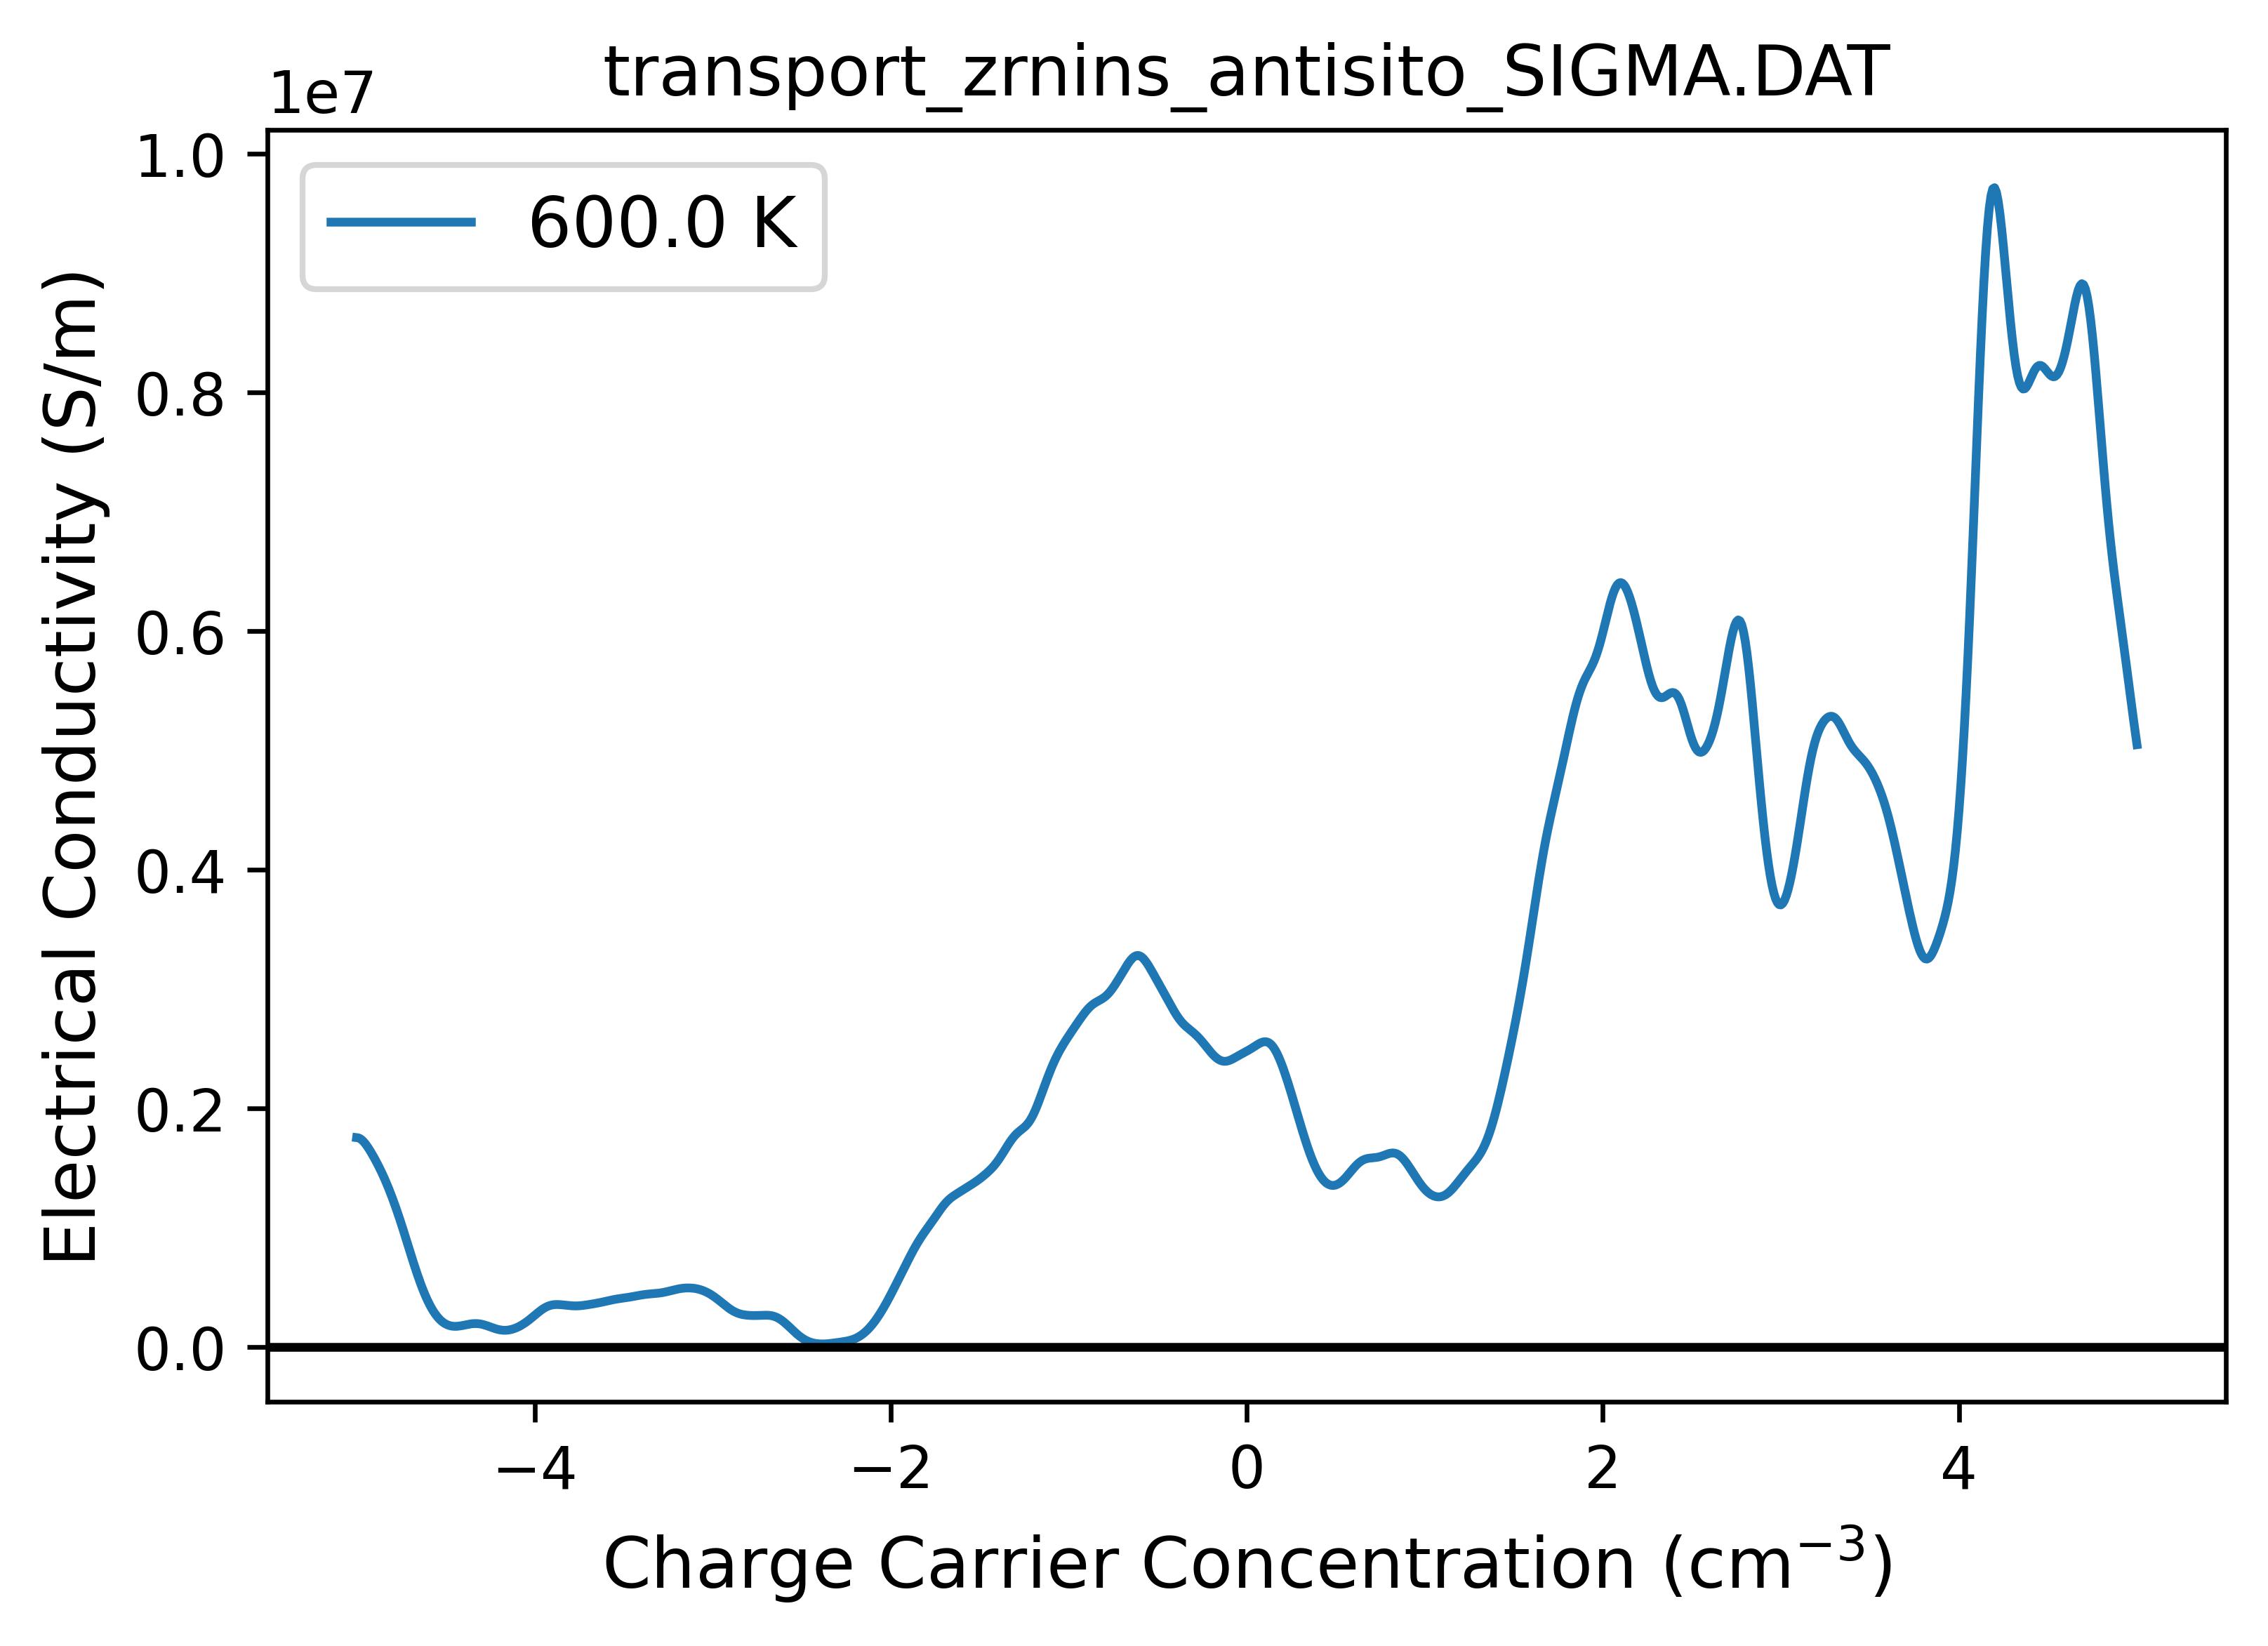 transport_zrnins_antisito_SIGMA.DAT
1e7
600.0 K
Electrical Conductivity (S/m)
1.0
0.8
0.6
0.4
0.2
0.0
−4 −2 0 2 4
Charge Carrier Concentration (cm⁻³)